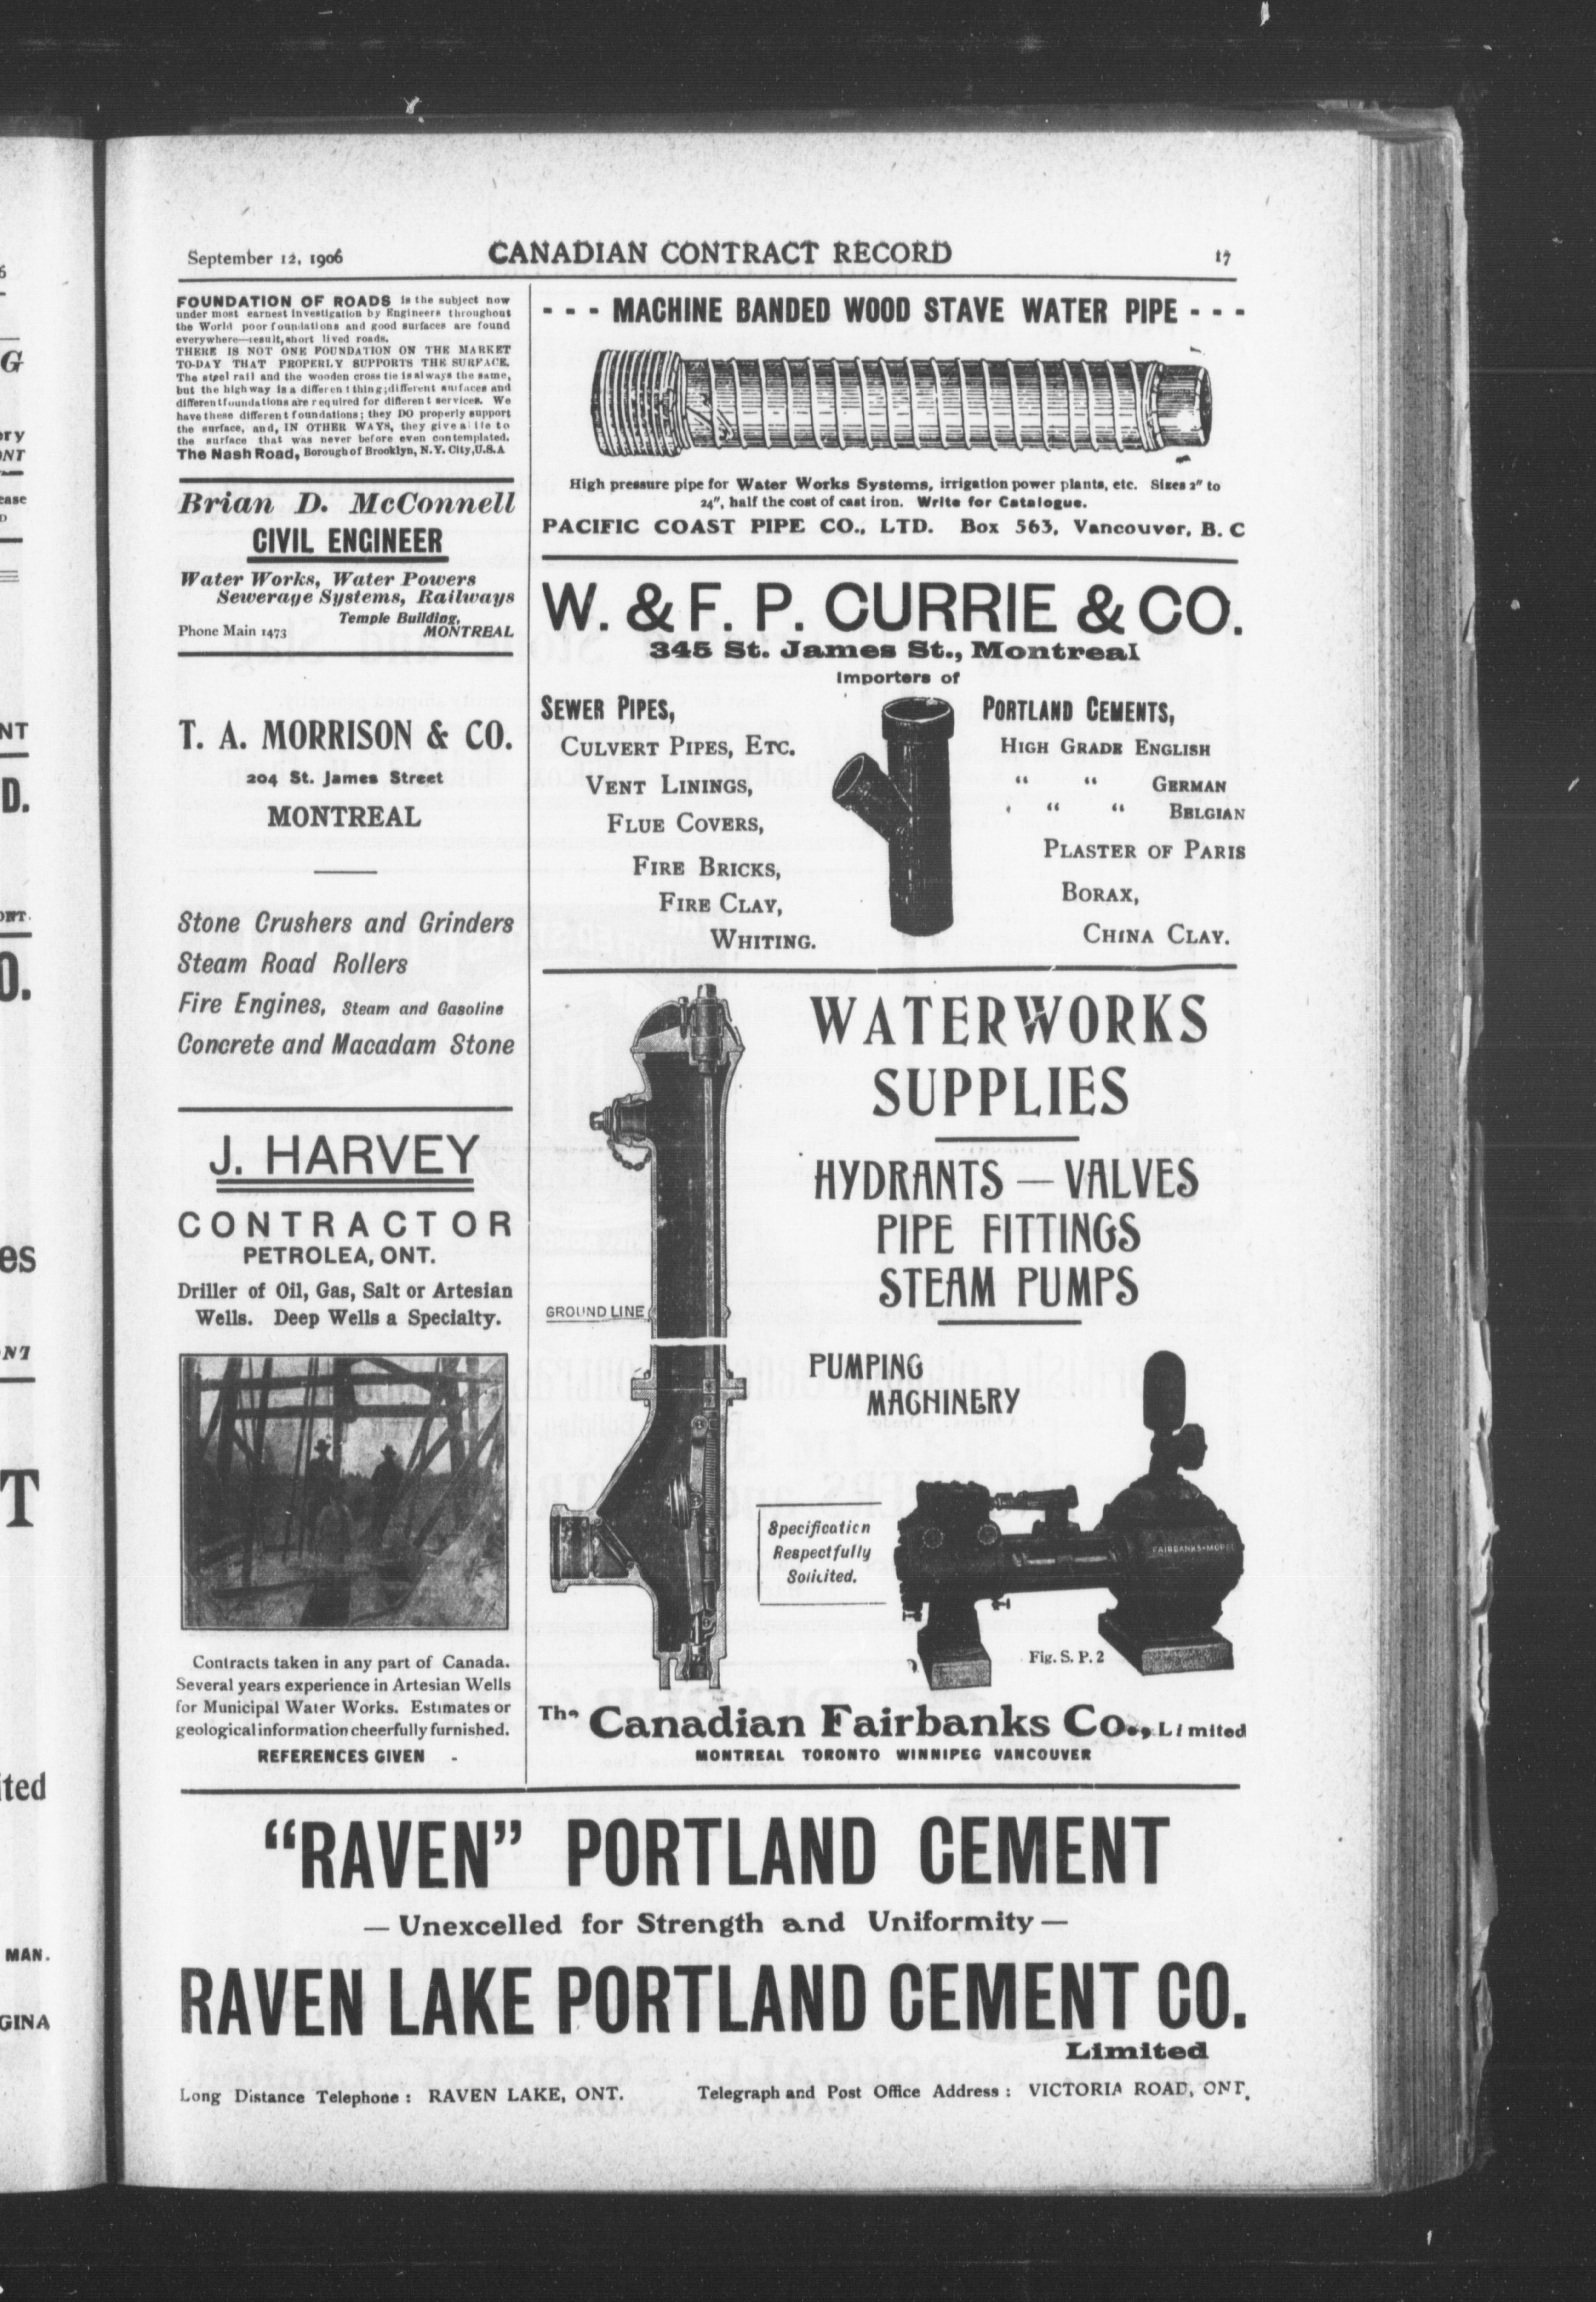 September 12, 1906
CANADIAN CONTRACT RECORD
17
FOUNDATION OF ROADS is the subject now
under most earnest investigation by Engineers throughout
the World poor foundations and good surfaces are found
everywhere—result, short lived roads.
THERE IS NOT ONE FOUNDATION ON THE MARKET
TO-DAY THAT PROPERLY SUPPORTS THE SURFACE.
The steel rail and the wooden cross tie is always the same,
but the highway is a different thing; different surfaces and
different foundations are required for different services. We
have these different foundations; they DO properly support
the surface, and, IN OTHER WAYS, they give a life to
the surface that was never before even contemplated.
The Nash Road, Borough of Brooklyn, N.Y. City, U.S.A
Brian D. McConnell
CIVIL ENGINEER
Water Works, Water Powers
Sewerage Systems, Railways
Temple Building,
Phone Main 1473 MONTREAL
T. A. MORRISON & CO.
204 St. James Street
MONTREAL
Stone Crushers and Grinders
Steam Road Rollers
Fire Engines, Steam and Gasoline
Concrete and Macadam Stone
J. HARVEY
CONTRACTOR
PETROLEA, ONT.
Driller of Oil, Gas, Salt or Artesian
Wells. Deep Wells a Specialty.
Contracts taken in any part of Canada.
Several years experience in Artesian Wells
for Municipal Water Works. Estimates or
geological information cheerfully furnished.
REFERENCES GIVEN -
- - - MACHINE BANDED WOOD STAVE WATER PIPE - - -
High pressure pipe for Water Works Systems, irrigation power plants, etc. Sizes 2" to
24", half the cost of cast iron. Write for Catalogue.
PACIFIC COAST PIPE CO., LTD. Box 563, Vancouver, B. C
W. & F. P. CURRIE & CO.
345 St. James St., Montreal
Importers of
SEWER PIPES,
CULVERT PIPES, ETC.
VENT LININGS,
FLUE COVERS,
FIRE BRICKS,
FIRE CLAY,
WHITING.
PORTLAND CEMENTS,
HIGH GRADE ENGLISH
“ “ GERMAN
“ “ BELGIAN
PLASTER OF PARIS
BORAX,
CHINA CLAY.
WATERWORKS
SUPPLIES
HYDRANTS — VALVES
PIPE FITTINGS
STEAM PUMPS
GROUND LINE
PUMPING
MACHINERY
Specification
Respectfully
Solicited.
FAIRBANKS-MORSE
Fig. S. P. 2
The Canadian Fairbanks Co., Limited
MONTREAL TORONTO WINNIPEG VANCOUVER
“RAVEN” PORTLAND CEMENT
— Unexcelled for Strength and Uniformity —
RAVEN LAKE PORTLAND CEMENT CO.
Limited
Long Distance Telephone : RAVEN LAKE, ONT. Telegraph and Post Office Address : VICTORIA ROAD, ONT.